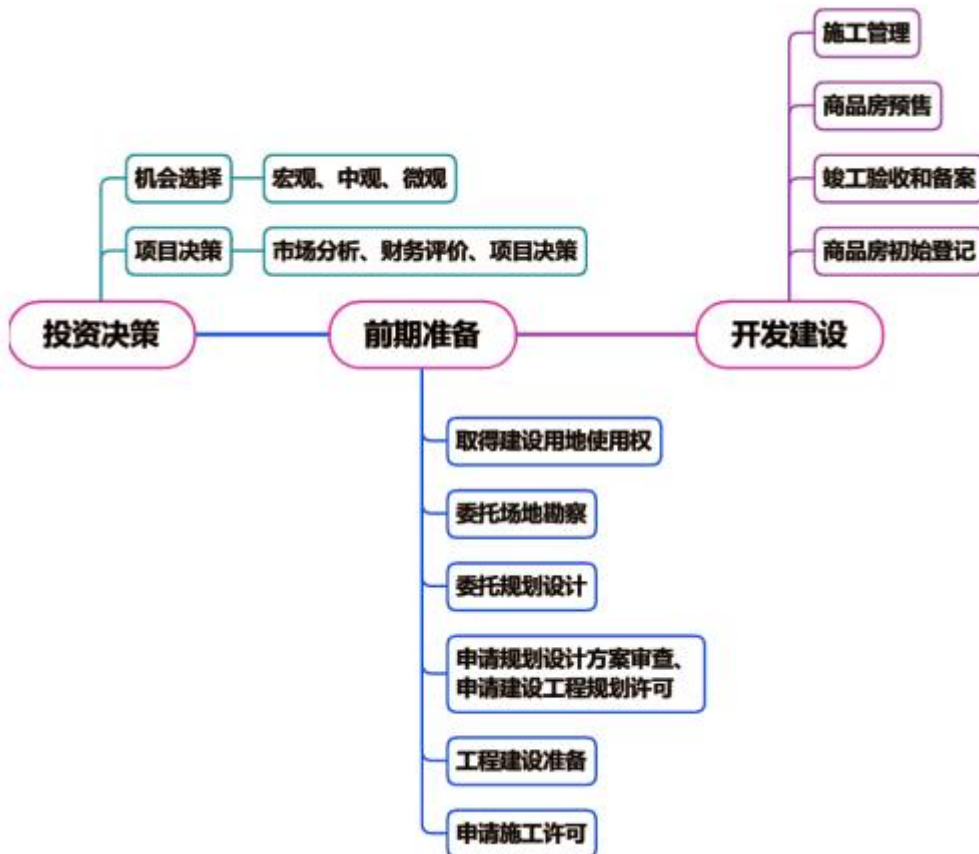 机会选择
宏观、中观、微观
项目决策
市场分析、财务评价、项目决策
投资决策
前期准备
取得建设用地使用权
委托场地勘察
委托规划设计
申请规划设计方案审查、
申请建设工程规划许可
工程建设准备
申请施工许可
开发建设
施工管理
商品房预售
竣工验收和备案
商品房初始登记